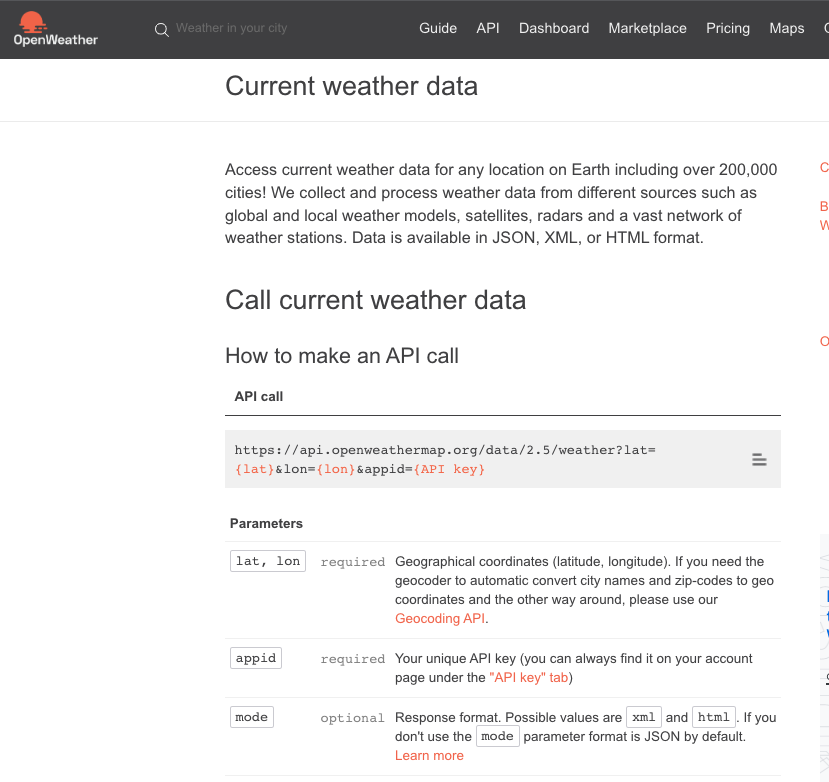 OpenWeather
Weather in your city
Guide API Dashboard Marketplace Pricing Maps
Current weather data
Access current weather data for any location on Earth including over 200,000
cities! We collect and process weather data from different sources such as
global and local weather models, satellites, radars and a vast network of
weather stations. Data is available in JSON, XML, or HTML format.
Call current weather data
How to make an API call
API call
https://api.openweathermap.org/data/2.5/weather?lat=
{lat}&lon={lon}&appid={API key}
Parameters
lat, lon required Geographical coordinates (latitude, longitude). If you need the
geocoder to automatic convert city names and zip-codes to geo
coordinates and the other way around, please use our
Geocoding API.
appid required Your unique API key (you can always find it on your account
page under the "API key" tab)
mode optional Response format. Possible values are xml and html. If you
don't use the mode parameter format is JSON by default.
Learn more